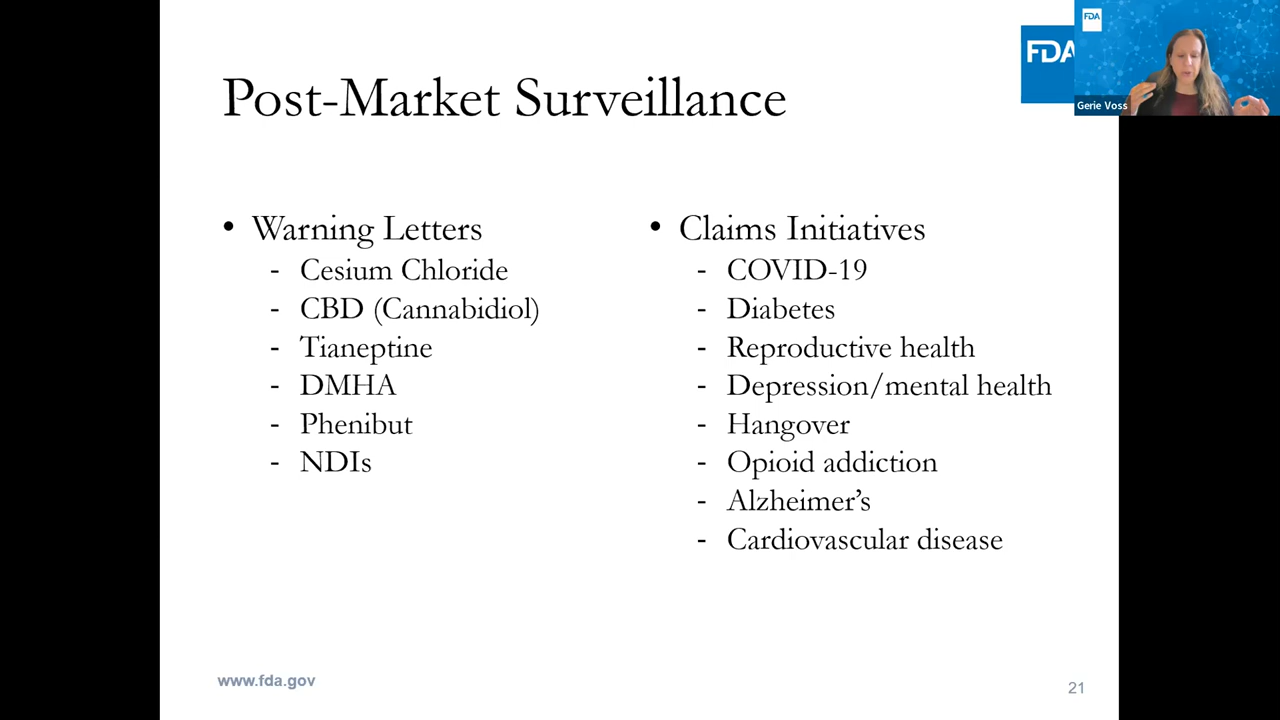 FDA
FDA
Gerie Voss
Post-Market Surveillance
• Warning Letters
- Cesium Chloride
- CBD (Cannabidiol)
- Tianeptine
- DMHA
- Phenibut
- NDIs
• Claims Initiatives
- COVID-19
- Diabetes
- Reproductive health
- Depression/mental health
- Hangover
- Opioid addiction
- Alzheimer’s
- Cardiovascular disease
www.fda.gov
21